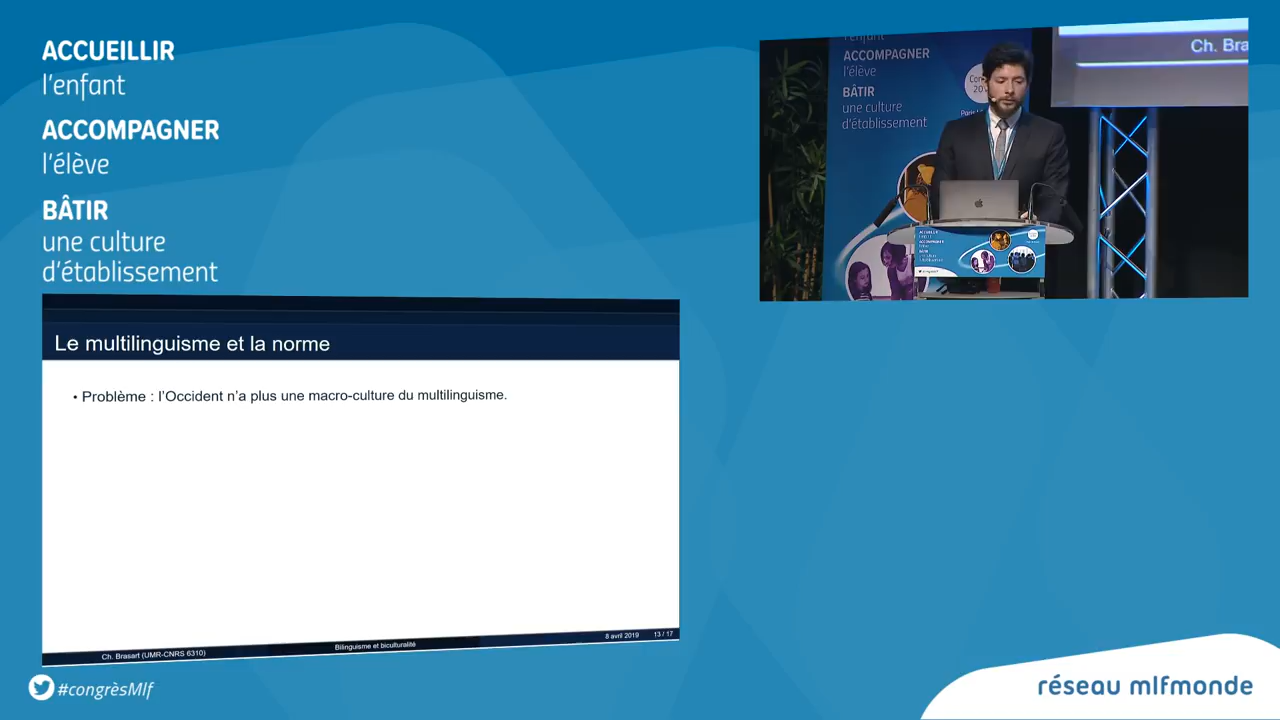 ACCUEILLIR
l'enfant
ACCOMPAGNER
l'élève
BÂTIR
une culture
d'établissement
Ch. Bra
ACCOMPAGNER
l'élève
BÂTIR
une culture
d'établissement
Le multilinguisme et la norme
• Problème : l'Occident n'a plus une macro-culture du multilinguisme.
Ch. Brasart (UMR-CNRS 6310)
Bilinguisme et biculturalité
8 avril 2019
13 / 17
#congrèsMlf
réseau mlfmonde